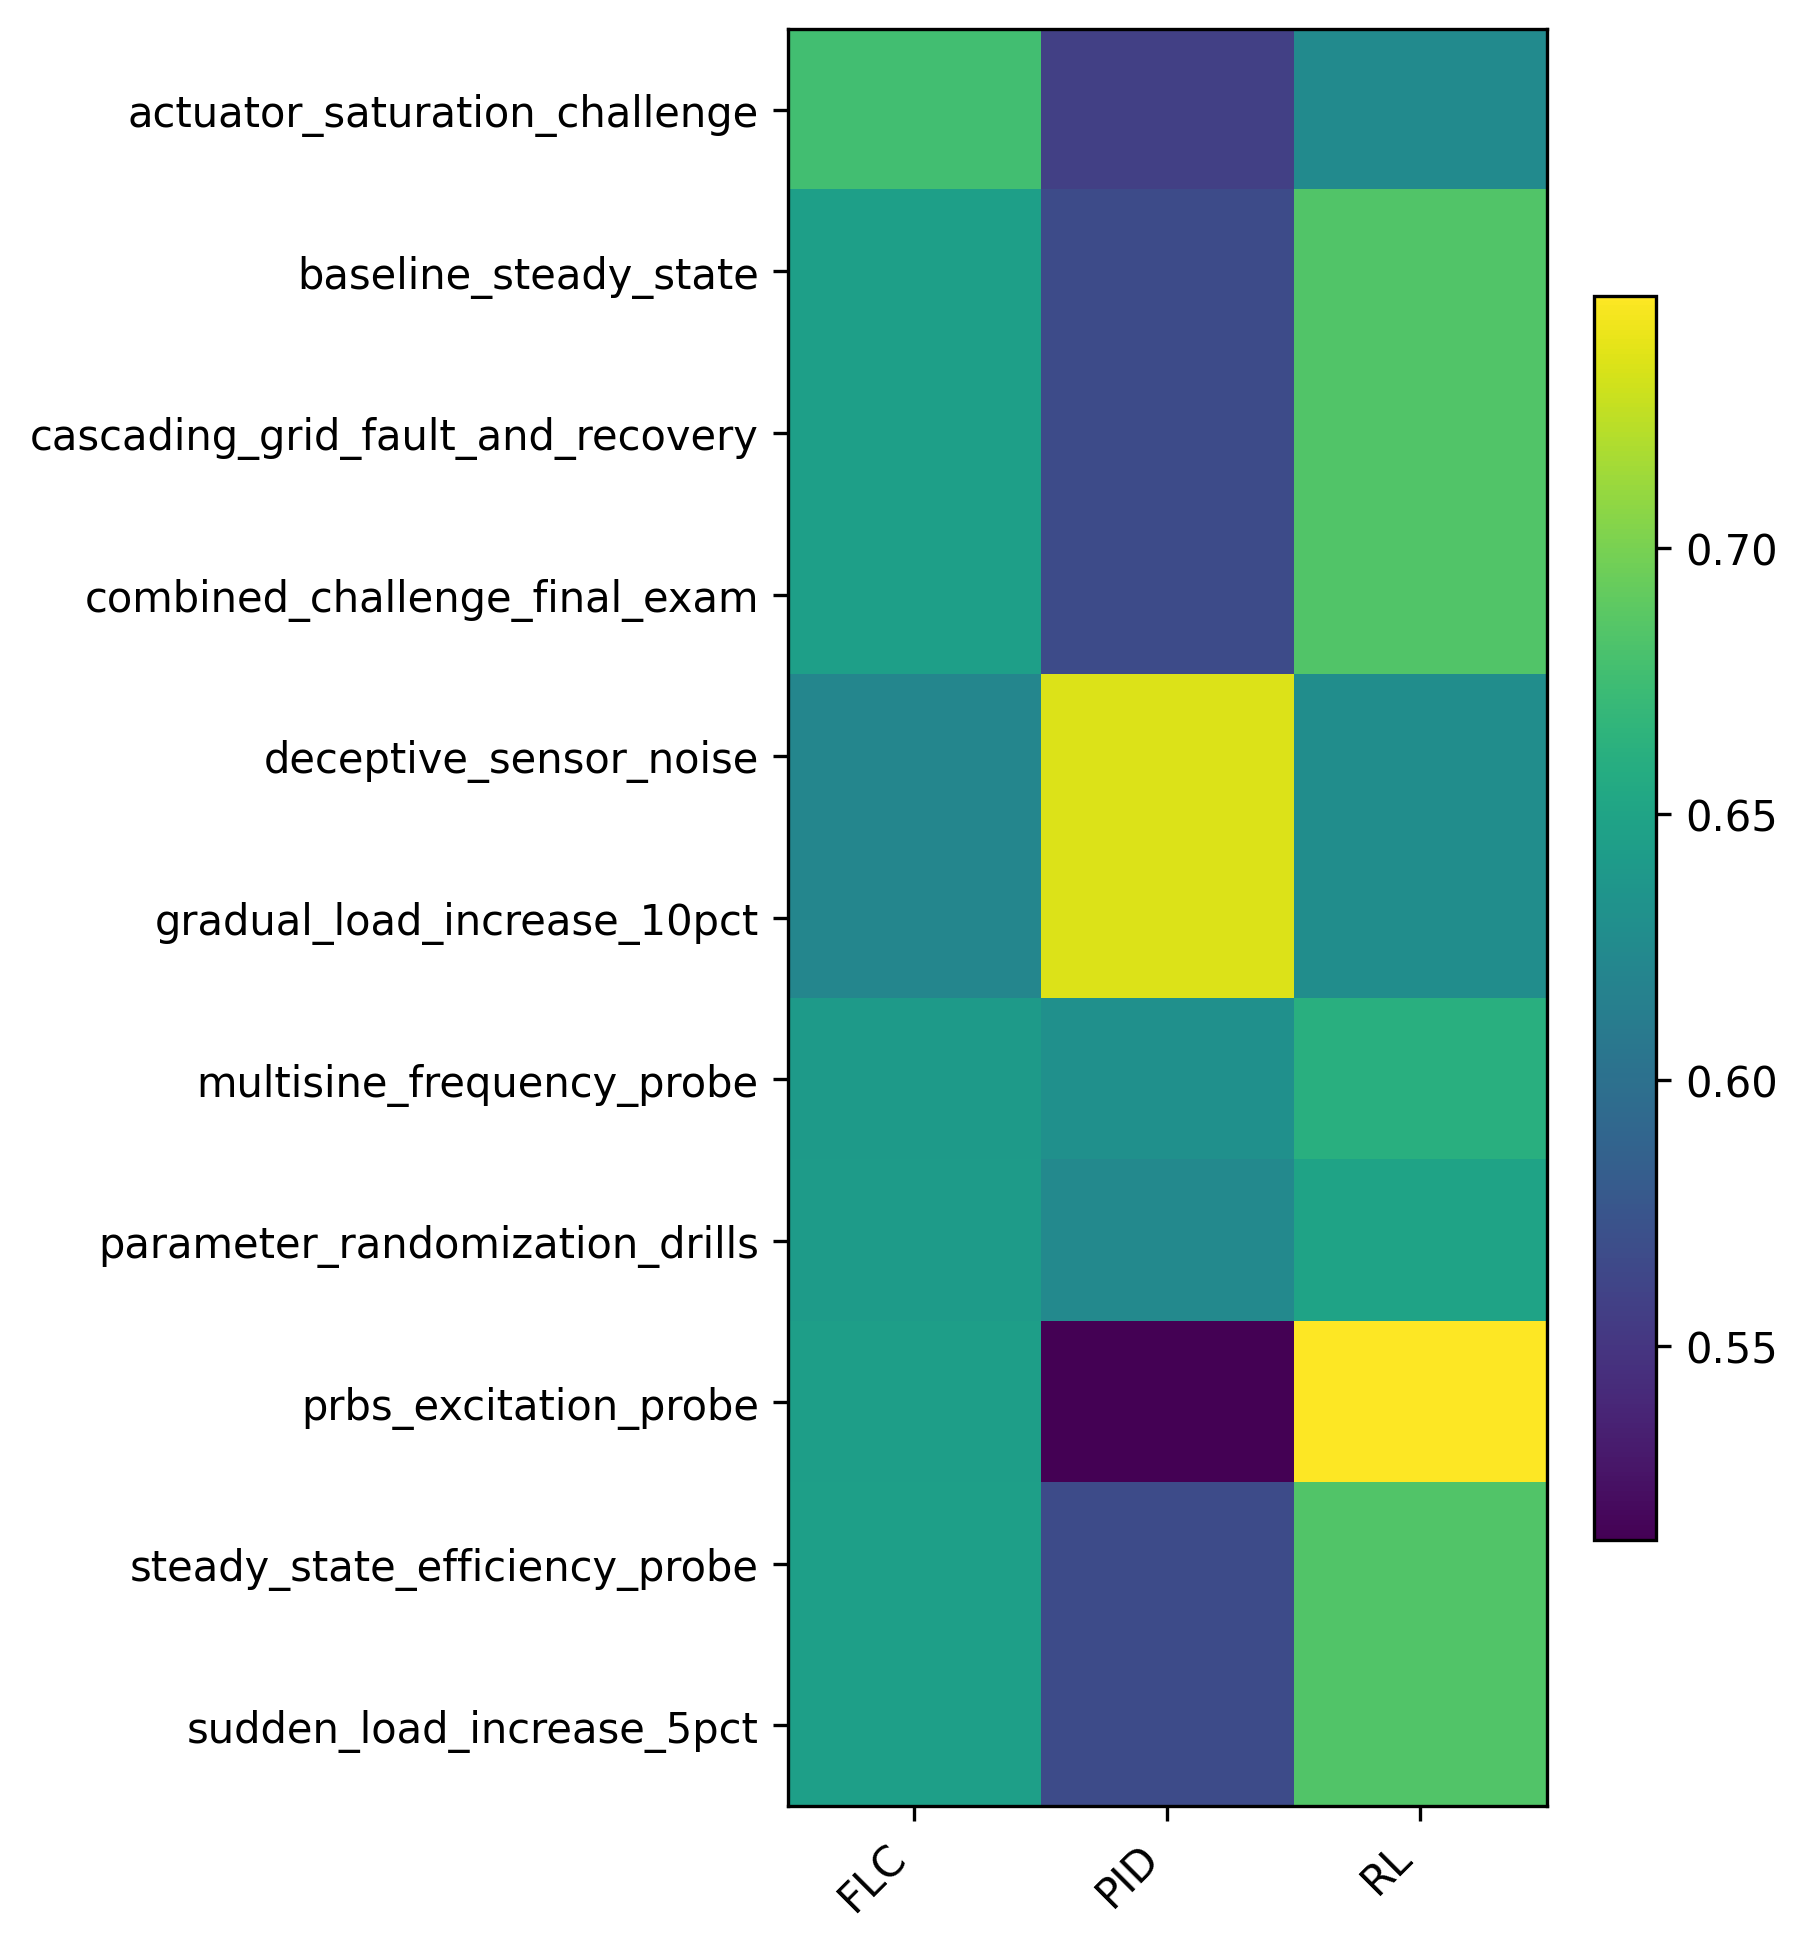 actuator_saturation_challenge
baseline_steady_state
cascading_grid_fault_and_recovery
combined_challenge_final_exam
deceptive_sensor_noise
gradual_load_increase_10pct
multisine_frequency_probe
parameter_randomization_drills
prbs_excitation_probe
steady_state_efficiency_probe
sudden_load_increase_5pct
FLC
PID
RL
0.70
0.65
0.60
0.55